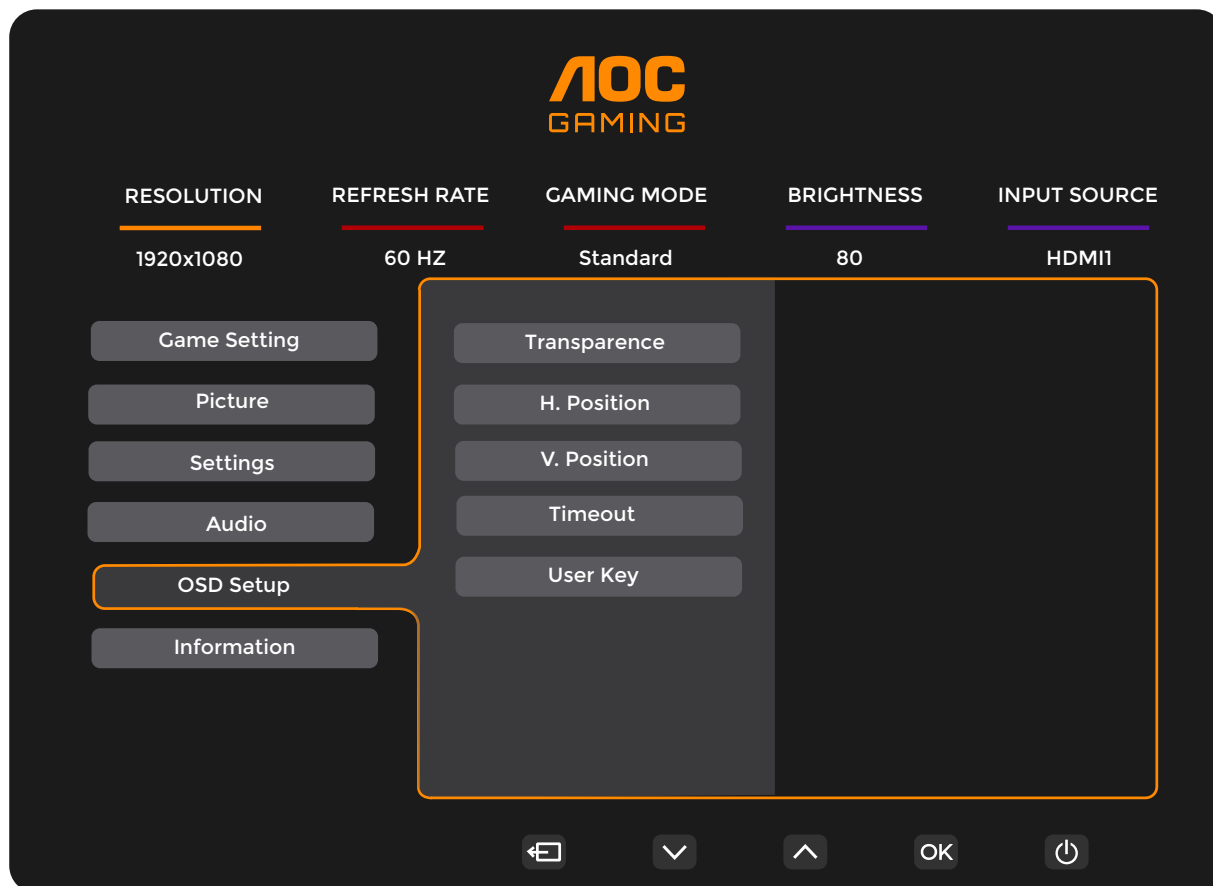 AOC
GAMING
RESOLUTION REFRESH RATE GAMING MODE BRIGHTNESS INPUT SOURCE
1920x1080 60 HZ Standard 80 HDMI1
Game Setting
Picture
Settings
Audio
OSD Setup
Information
Transparence
H. Position
V. Position
Timeout
User Key
OK